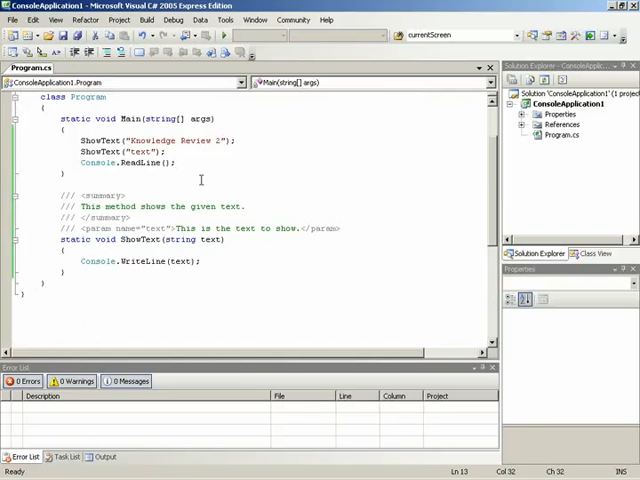 ConsoleApplication1 - Microsoft Visual C# 2005 Express Edition
File Edit View Refactor Project Build Debug Data Tools Window Community Help
currentScreen
Program.cs
ConsoleApplication1.Program
Main(string[] args)
class Program
{
static void Main(string[] args)
{
ShowText("Knowledge Review 2");
ShowText("text");
Console.ReadLine();
}
/// <summary>
/// This method shows the given text.
/// </summary>
/// <param name="text">This is the text to show.</param>
static void ShowText(string text)
{
Console.WriteLine(text);
}
}
}
Solution Explorer - ConsoleApplic...
Solution 'ConsoleApplication1' (1 project
ConsoleApplication1
Properties
References
Program.cs
Solution Explorer Class View
Properties
Error List
0 Errors 0 Warnings 0 Messages
Description File Line Column Project
Error List Task List Output
Ready Ln 13 Col 32 Ch 32